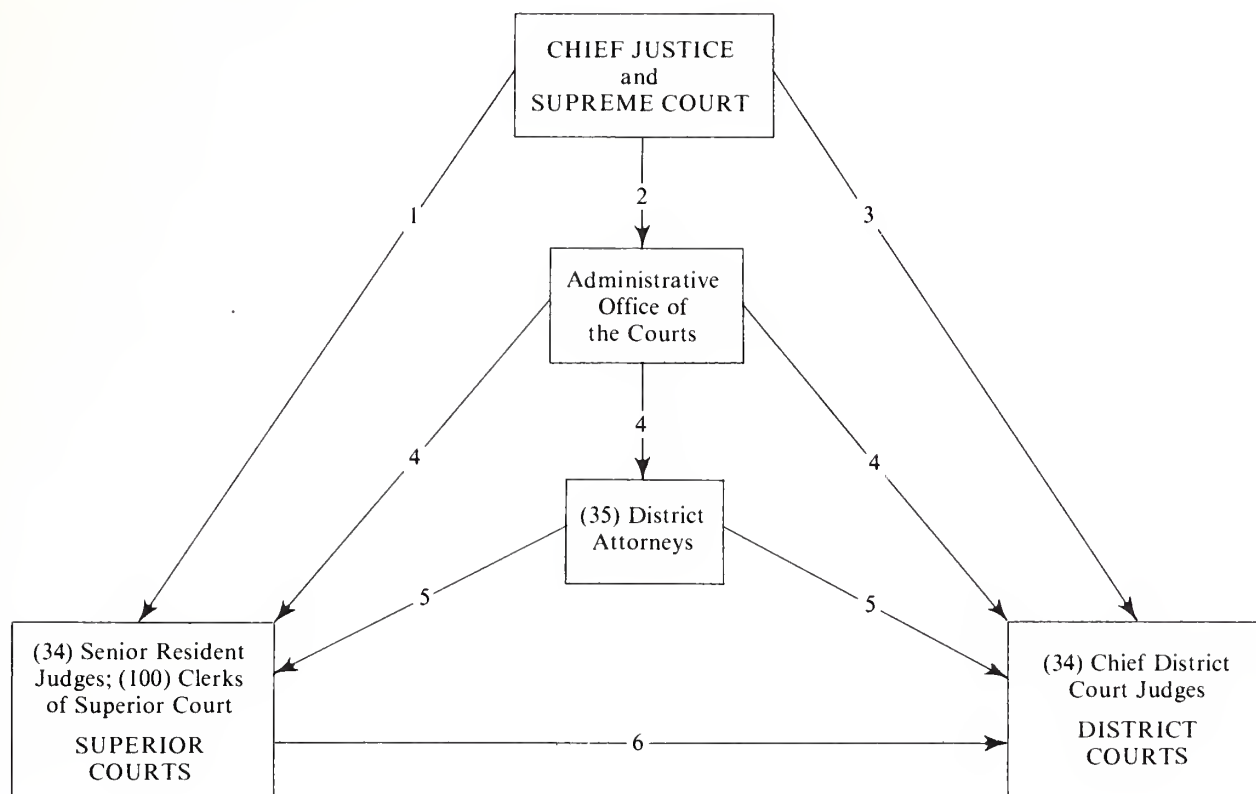 CHIEF JUSTICE
and
SUPREME COURT
1
2
3
Administrative
Office of
the Courts
4
4
4
(35) District
Attorneys
5
5
(34) Senior Resident
Judges; (100) Clerks
of Superior Court
SUPERIOR
COURTS
6
(34) Chief District
Court Judges
DISTRICT
COURTS